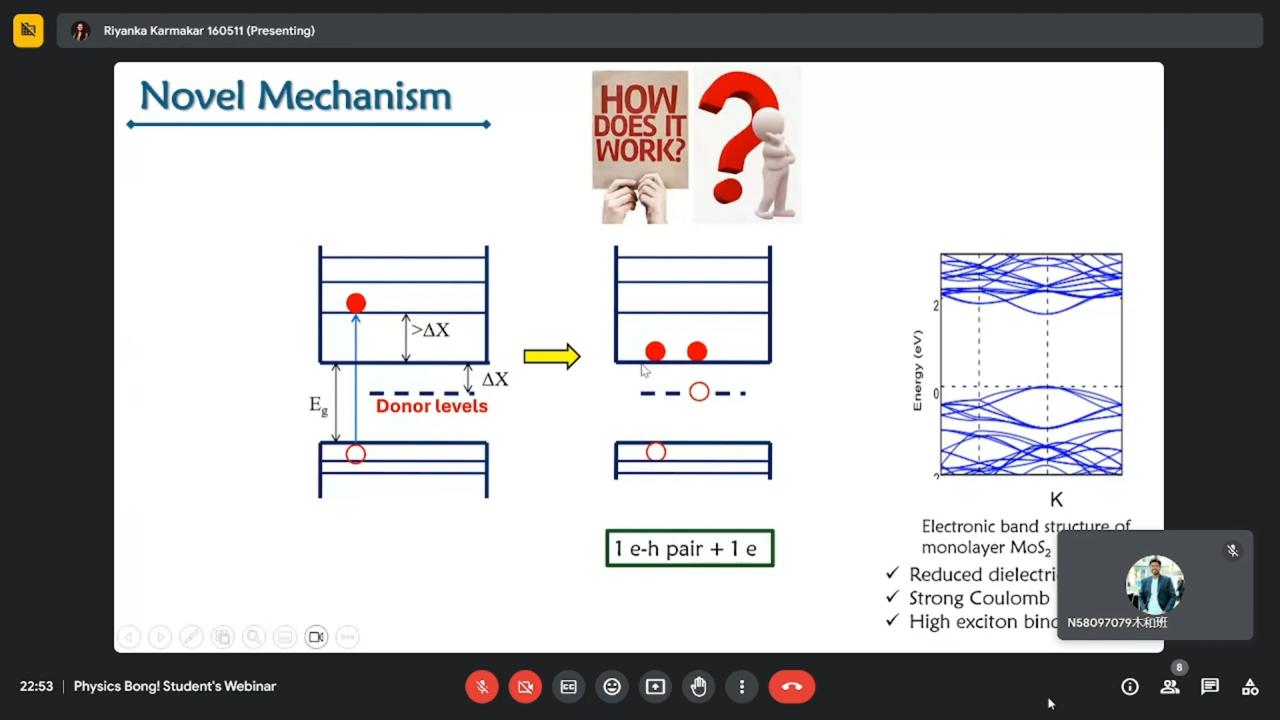 Riyanka Karmakar 160511 (Presenting)
Novel Mechanism
HOW
DOES IT
WORK?
>ΔX
ΔX
E_g
Donor levels
1 e-h pair + 1 e
Energy (eV)
2
0
K
Electronic band structure of
monolayer MoS₂
✓ Reduced dielectri
✓ Strong Coulomb
✓ High exciton bind
N58097079木和班
22:53 | Physics Bong! Student's Webinar
8